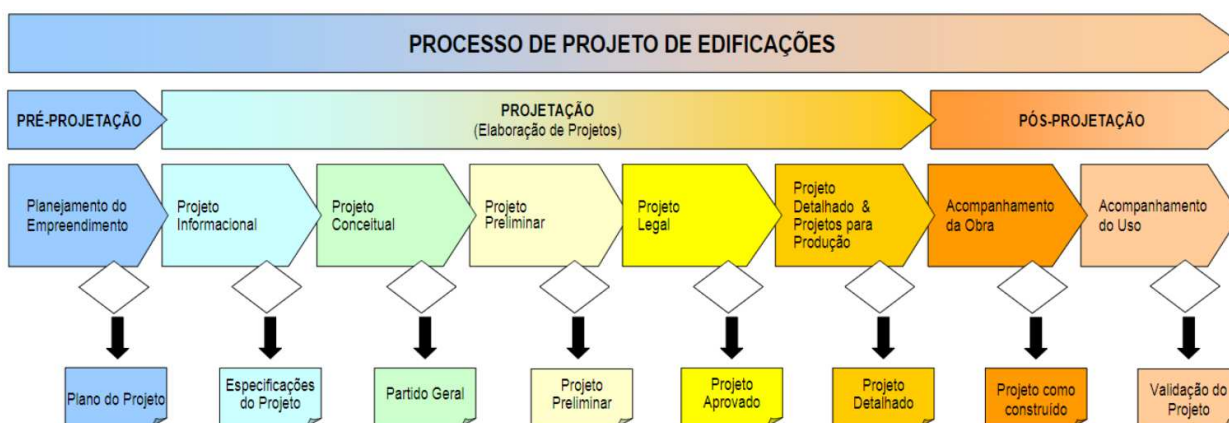 PROCESSO DE PROJETO DE EDIFICAÇÕES
PRÉ-PROJETAÇÃO
PROJETAÇÃO
(Elaboração de Projetos)
PÓS-PROJETAÇÃO
Planejamento do
Empreendimento
Projeto
Informacional
Projeto
Conceitual
Projeto
Preliminar
Projeto
Legal
Projeto
Detalhado &
Projetos para
Produção
Acompanhamento
da Obra
Acompanhamento
do Uso
Plano do Projeto
Especificações
do Projeto
Partido Geral
Projeto
Preliminar
Projeto
Aprovado
Projeto
Detalhado
Projeto como
construído
Validação do
Projeto